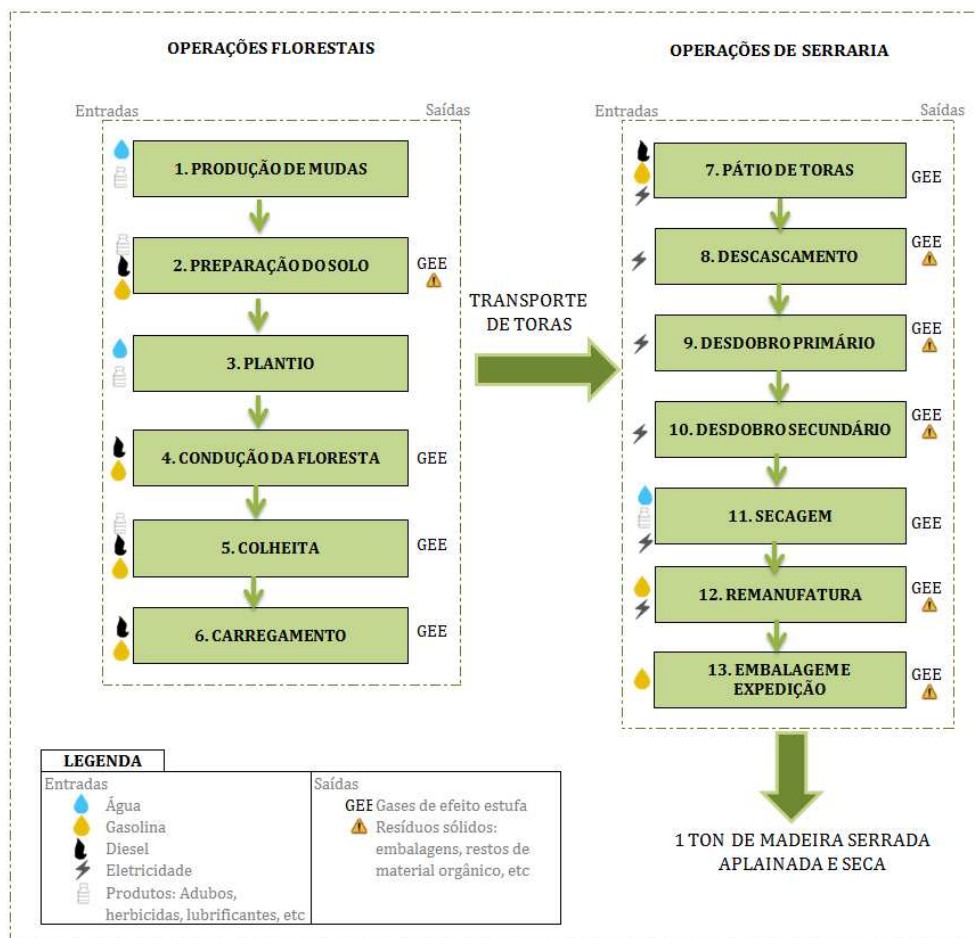 OPERAÇÕES FLORESTAIS
Entradas
Saídas
1. PRODUÇÃO DE MUDAS
2. PREPARAÇÃO DO SOLO
GEE
3. PLANTIO
4. CONDUÇÃO DA FLORESTA
GEE
5. COLHEITA
GEE
6. CARREGAMENTO
GEE
TRANSPORTE
DE TORAS
OPERAÇÕES DE SERRARIA
Entradas
Saídas
7. PÁTIO DE TORAS
GEE
8. DESCASCAMENTO
GEE
9. DESDOBRO PRIMÁRIO
GEE
10. DESDOBRO SECUNDÁRIO
GEE
11. SECAGEM
GEE
12. REMANUFATURA
GEE
13. EMBALAGEM E
EXPEDIÇÃO
GEE
1 TON DE MADEIRA SERRADA
APLAINADA E SECA
LEGENDA
Entradas
Água
Gasolina
Diesel
Eletricidade
Produtos: Adubos,
herbicidas, lubrificantes, etc
Saídas
GEE Gases de efeito estufa
Resíduos sólidos:
embalagens, restos de
material orgânico, etc